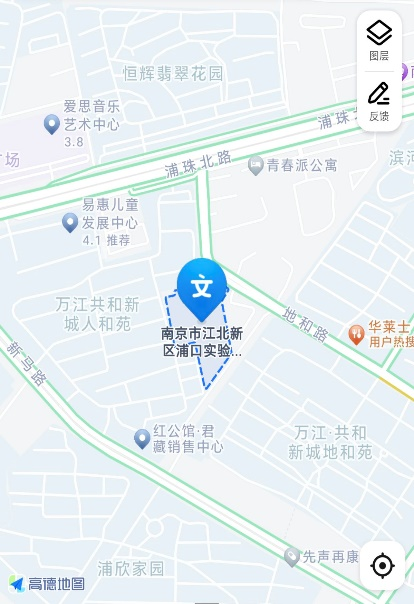 图层
反馈
恒辉翡翠花园
爱思音乐
艺术中心
3.8
广场
浦珠北路
浦珠
青春派公寓
滨河
易惠儿童
发展中心
4.1 推荐
文
万江共和新
城人和苑
南京市江北新
区浦口实验...
地和路
华莱士
用户热搜
新马路
红公馆·君
藏销售中心
万江·共和
新城地和苑
先声再康
浦欣家园
高德地图